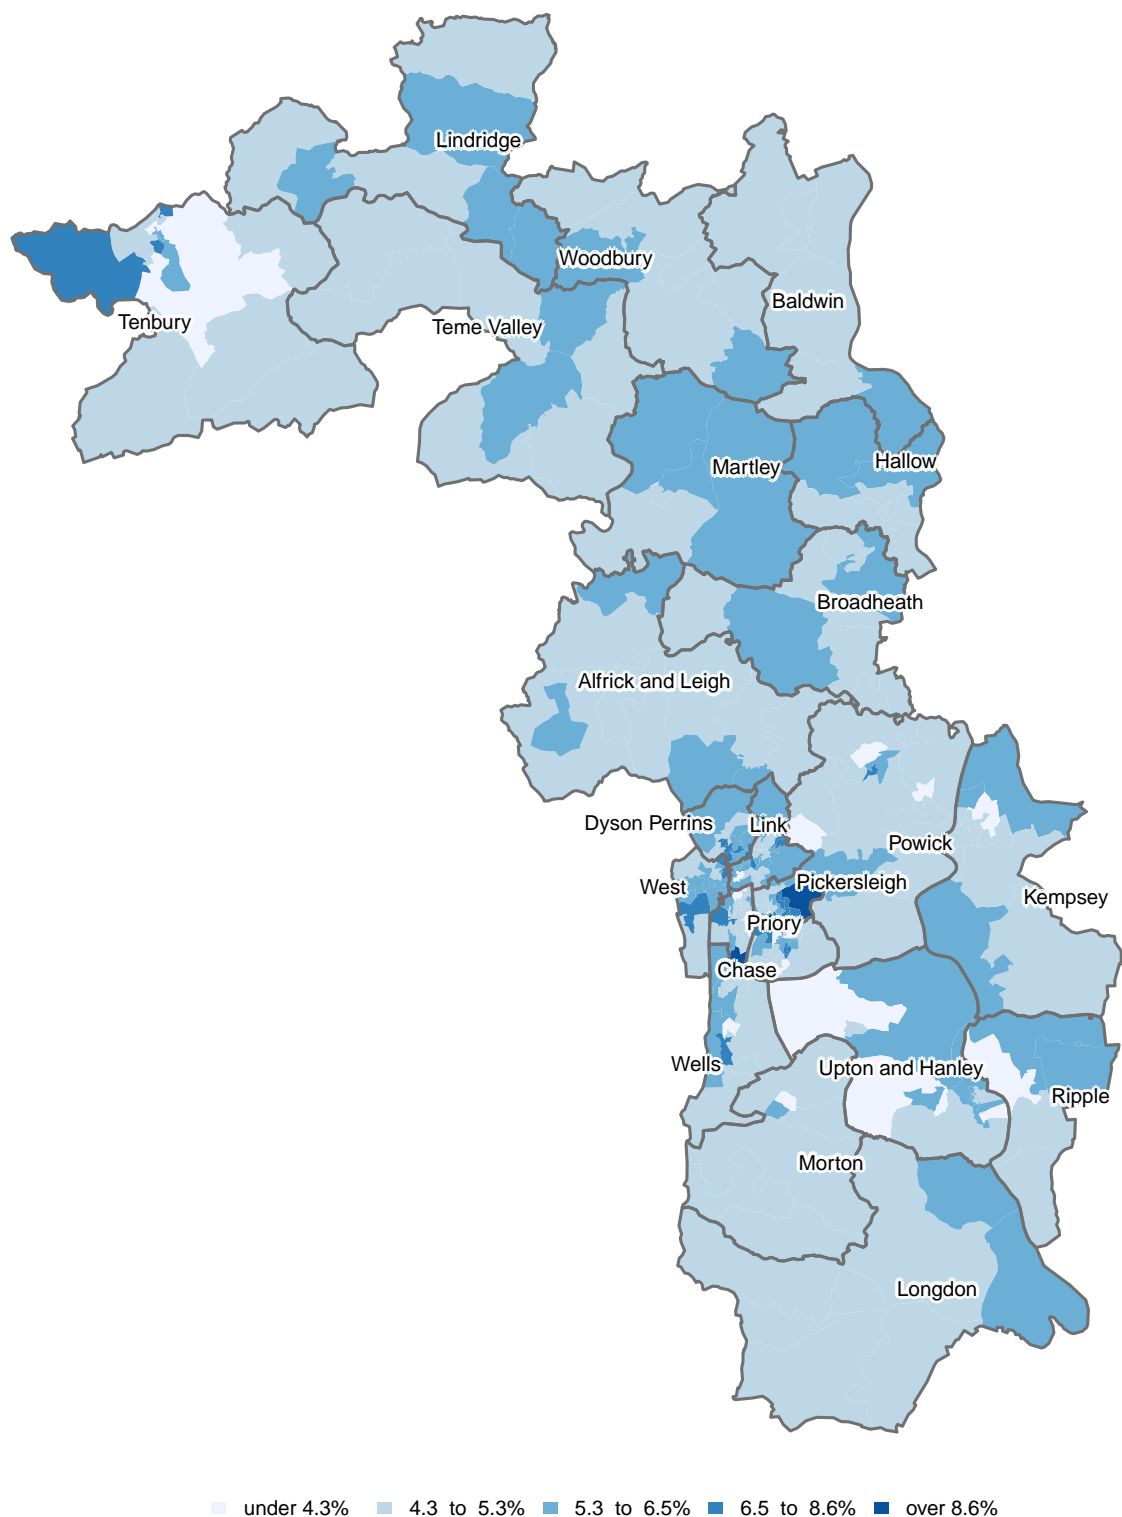 Lindridge
Woodbury
Baldwin
Tenbury
Teme Valley
Hallow
Martley
Broadheath
Alfrick and Leigh
Dyson Perrins
Link
Powick
West
Pickersleigh
Kempsey
Priory
Chase
Wells
Upton and Hanley
Ripple
Morton
Longdon
under 4.3% 4.3 to 5.3% 5.3 to 6.5% 6.5 to 8.6% over 8.6%